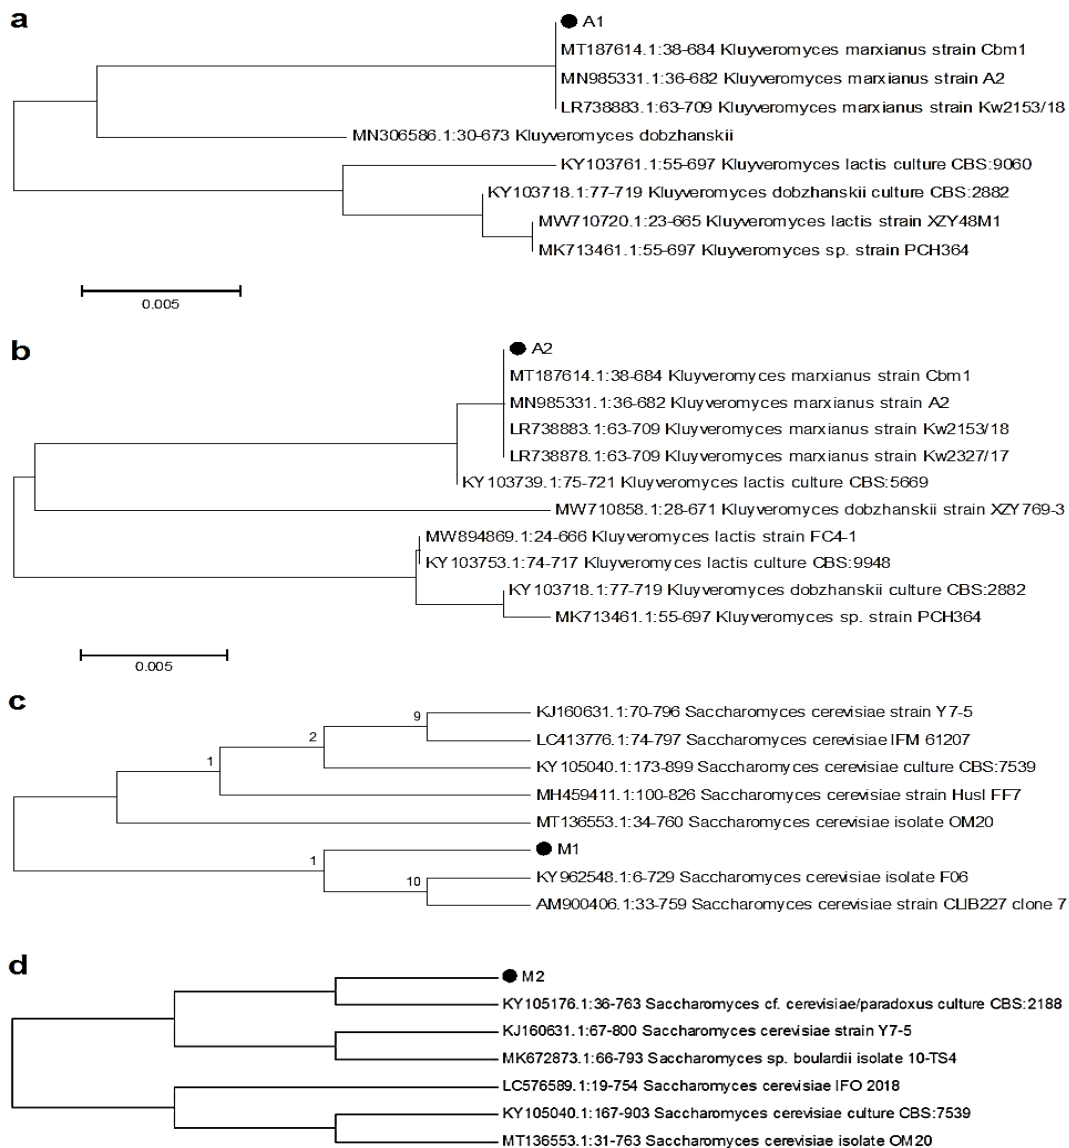 a
A1
MT187614.1:38-684 Kluyveromyces marxianus strain Cbm1
MN985331.1:36-682 Kluyveromyces marxianus strain A2
LR738883.1:63-709 Kluyveromyces marxianus strain Kw2153/18
MN306586.1:30-673 Kluyveromyces dobzhanskii
KY103761.1:55-697 Kluyveromyces lactis culture CBS:9060
KY103718.1:77-719 Kluyveromyces dobzhanskii culture CBS:2882
MW710720.1:23-665 Kluyveromyces lactis strain XZY48M1
MK713461.1:55-697 Kluyveromyces sp. strain PCH364
0.005
b
A2
MT187614.1:38-684 Kluyveromyces marxianus strain Cbm1
MN985331.1:36-682 Kluyveromyces marxianus strain A2
LR738883.1:63-709 Kluyveromyces marxianus strain Kw2153/18
LR738878.1:63-709 Kluyveromyces marxianus strain Kw2327/17
KY103739.1:75-721 Kluyveromyces lactis culture CBS:5669
MW710858.1:28-671 Kluyveromyces dobzhanskii strain XZY769-3
MW894869.1:24-666 Kluyveromyces lactis strain FC4-1
KY103753.1:74-717 Kluyveromyces lactis culture CBS:9948
KY103718.1:77-719 Kluyveromyces dobzhanskii culture CBS:2882
MK713461.1:55-697 Kluyveromyces sp. strain PCH364
0.005
c
9
KJ160631.1:70-796 Saccharomyces cerevisiae strain Y7-5
2
LC413776.1:74-797 Saccharomyces cerevisiae IFM 61207
1
KY105040.1:173-899 Saccharomyces cerevisiae culture CBS:7539
MH459411.1:100-826 Saccharomyces cerevisiae strain HusI FF7
MT136553.1:34-760 Saccharomyces cerevisiae isolate OM20
1
M1
10
KY962548.1:6-729 Saccharomyces cerevisiae isolate F06
AM900406.1:33-759 Saccharomyces cerevisiae strain CLIB227 clone 7
d
M2
KY105176.1:36-763 Saccharomyces cf. cerevisiae/paradoxus culture CBS:2188
KJ160631.1:67-800 Saccharomyces cerevisiae strain Y7-5
MK672873.1:66-793 Saccharomyces sp. boulardii isolate 10-TS4
LC576589.1:19-754 Saccharomyces cerevisiae IFO 2018
KY105040.1:167-903 Saccharomyces cerevisiae culture CBS:7539
MT136553.1:31-763 Saccharomyces cerevisiae isolate OM20